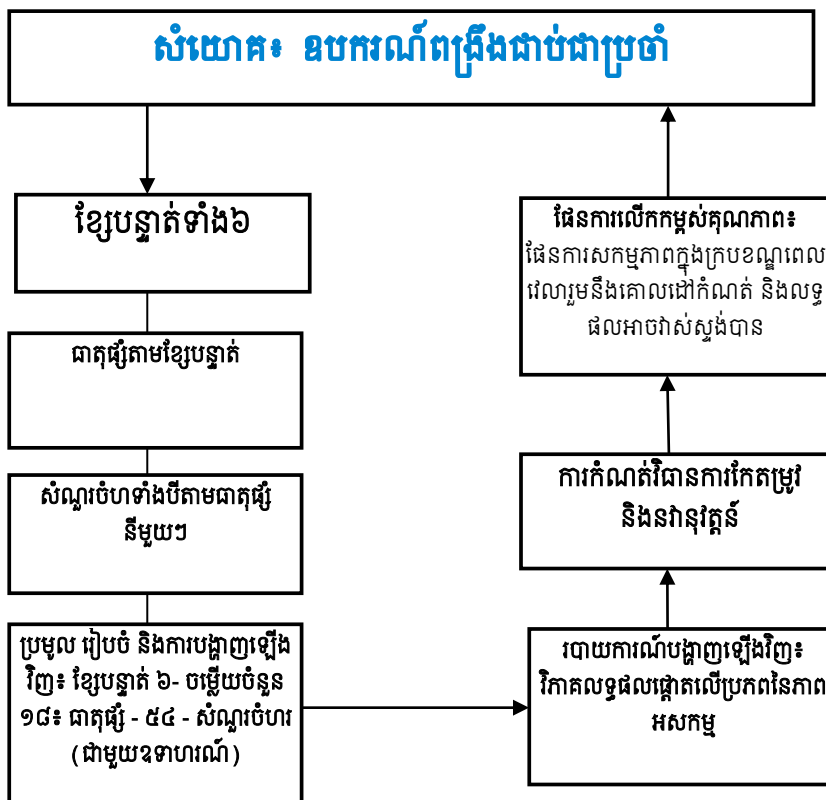 សំយោគ៖ ឧបករណ៍ពង្រឹងជាប់ជាប្រចាំ
ខ្សែបន្ទាត់ទាំង៦
ធាតុផ្សំតាមខ្សែបន្ទាត់
សំណួរចំហទាំងបីតាមធាតុផ្សំ
នីមួយៗ
ប្រមូល រៀបចំ និងការបង្ហាញឡើង
វិញ៖ ខ្សែបន្ទាត់ ៦- ចម្លើយចំនួន
១៨៖ ធាតុផ្សំ - ៥៤ - សំណួរចំហរ
(ជាមួយឧទាហរណ៍)
របាយការណ៍បង្ហាញឡើងវិញ៖
វិភាគលទ្ធផលផ្តោតលើប្រភពនៃភាព
អសកម្ម
ការកំណត់វិធានការកែតម្រូវ
និងនវានុវត្តន៍
ផែនការលើកកម្ពស់គុណភាព៖
ផែនការសកម្មភាពក្នុងក្របខណ្ឌពេល
វេលារួមនឹងគោលដៅកំណត់ និងលទ្ធ
ផលអាចវាស់ស្ទង់បាន